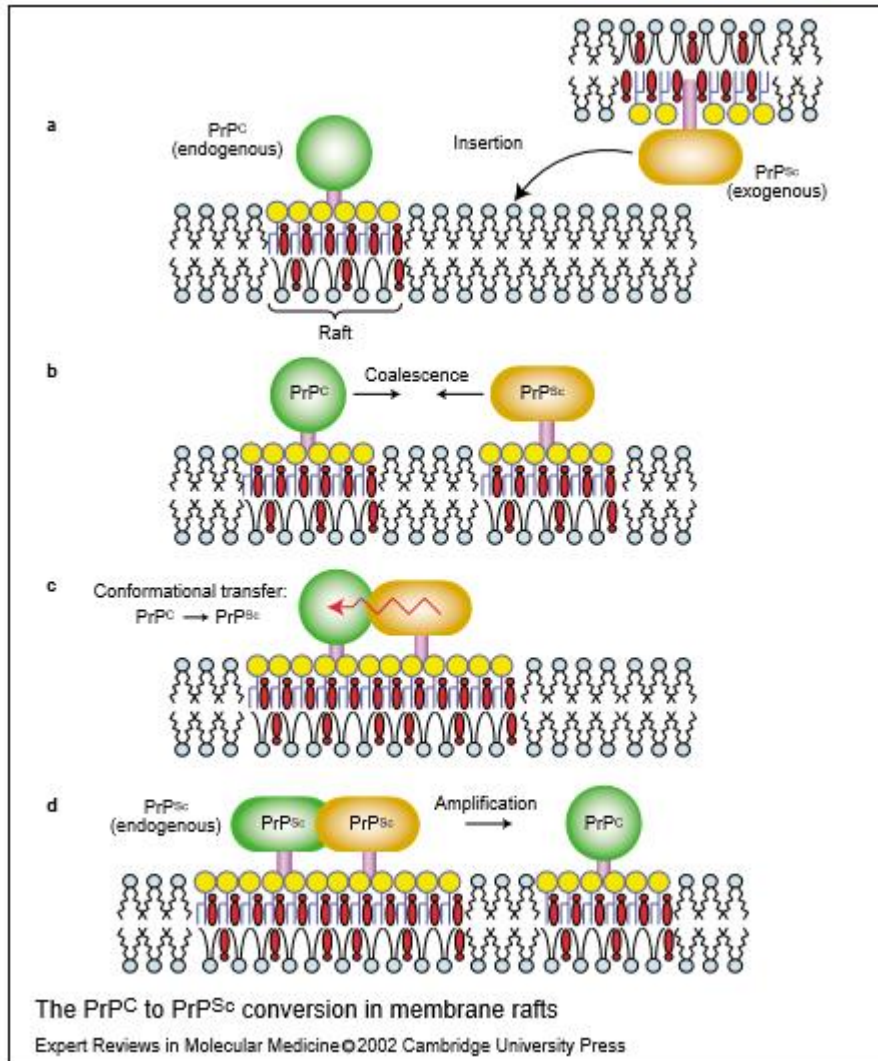 a
PrPC
(endogenous)
Insertion
PrPSc
(exogenous)
Raft
b
PrPC
Coalescence
PrPSc
c
Conformational transfer:
PrPC → PrPSc
d
PrPSc
(endogenous)
PrPSc
PrPSc
Amplification
PrPC
The PrPC to PrPSc conversion in membrane rafts
Expert Reviews in Molecular Medicine©2002 Cambridge University Press